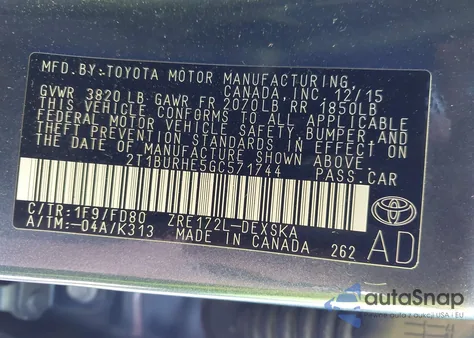 MFD. BY: TOYOTA MOTOR MANUFACTURING
CANADA, INC. 12/15
GVWR 3820 LB GAWR FR 2070LB RR 1850LB
THIS VEHICLE CONFORMS TO ALL APPLICABLE
FEDERAL MOTOR VEHICLE SAFETY, BUMPER AND
THEFT PREVENTION STANDARDS IN EFFECT ON
THE DATE OF MANUFACTURE SHOWN ABOVE.
2T1BURHE5GC571744 PASS.CAR
C/TR: 1F9/FD80 ZRE172L-DEXSKA
A/TM: -04A/K313 MADE IN CANADA 262
AD
autoSnap